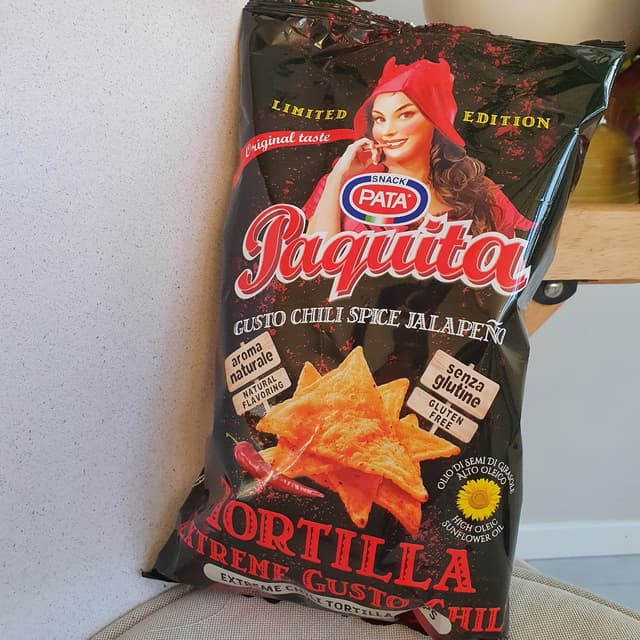 LIMITED EDITION
Original taste
SNACK
PATA
Paquita
GUSTO CHILI SPICE JALAPEÑO
aroma
naturale
NATURAL
FLAVORING
senza
glutine
GLUTEN
FREE
OLIO DI SEMI DI GIRASOLE
ALTO OLEICO
HIGH OLEIC
SUNFLOWER OIL
TORTILLA
EXTREME GUSTO CHIL
EXTREME CHILI TORTILLA